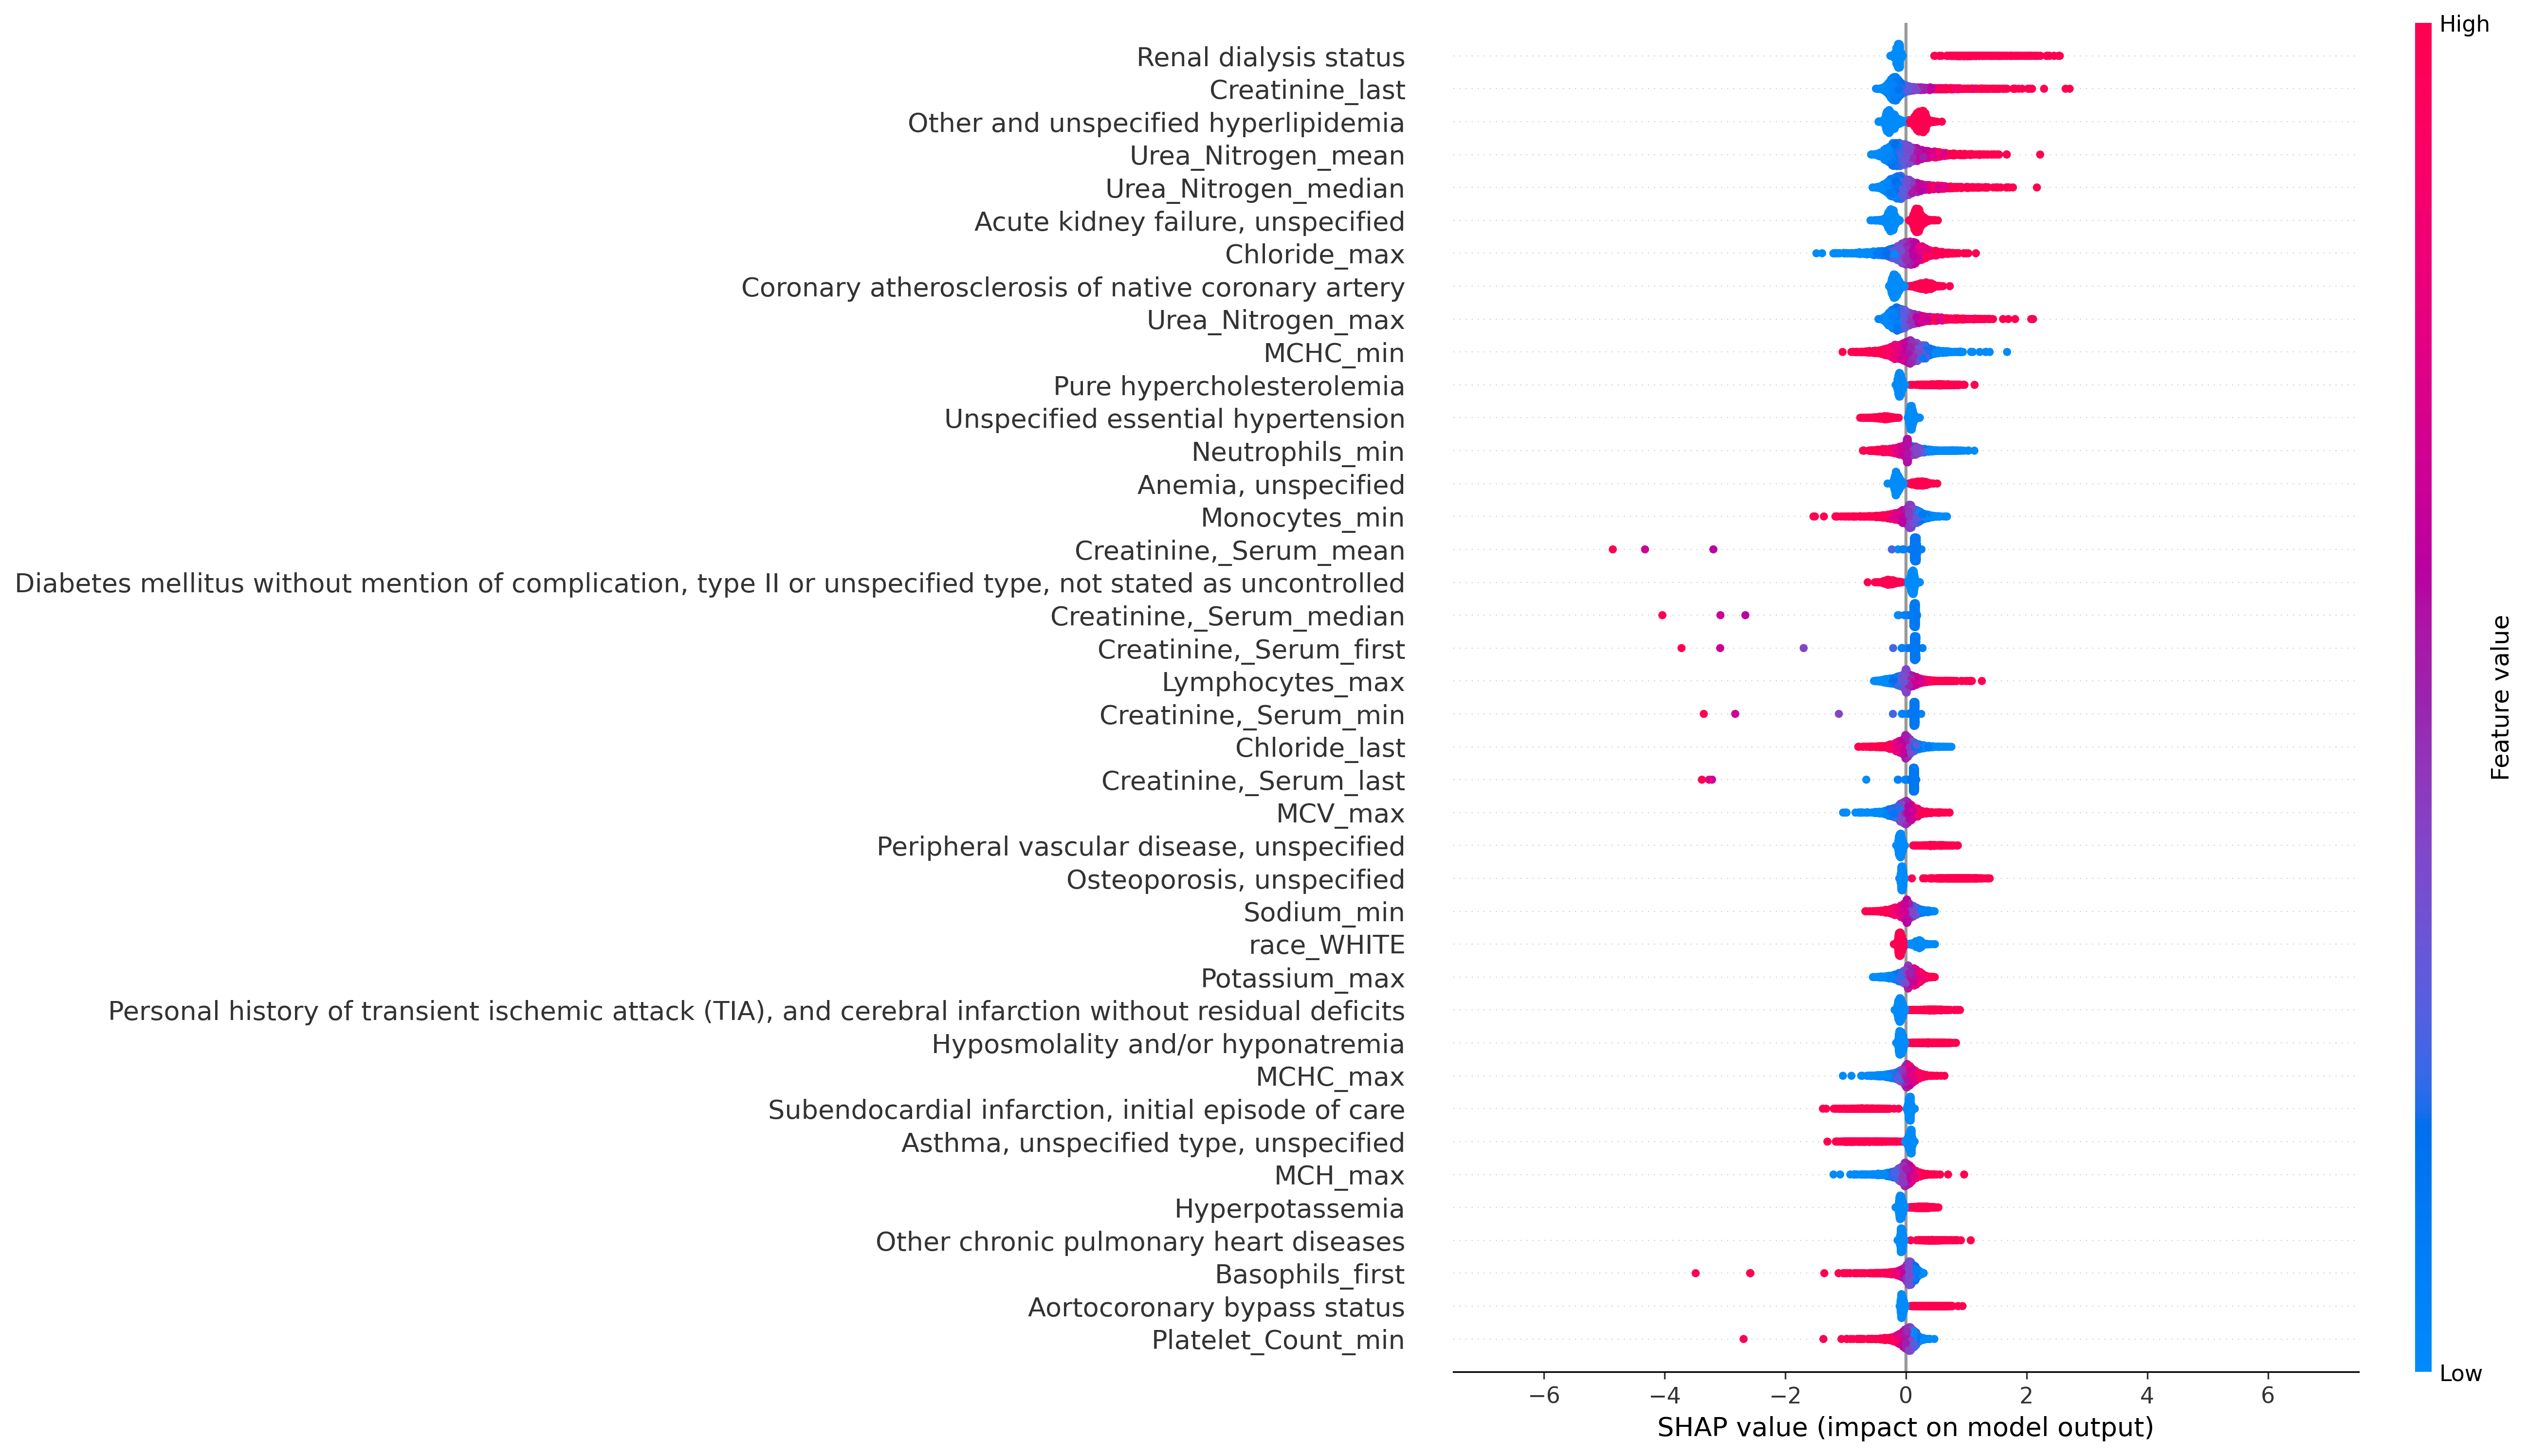 High
Renal dialysis status
Creatinine_last
Other and unspecified hyperlipidemia
Urea_Nitrogen_mean
Urea_Nitrogen_median
Acute kidney failure, unspecified
Chloride_max
Coronary atherosclerosis of native coronary artery
Urea_Nitrogen_max
MCHC_min
Pure hypercholesterolemia
Unspecified essential hypertension
Neutrophils_min
Anemia, unspecified
Monocytes_min
Creatinine,_Serum_mean
Diabetes mellitus without mention of complication, type II or unspecified type, not stated as uncontrolled
Creatinine,_Serum_median
Creatinine,_Serum_first
Lymphocytes_max
Creatinine,_Serum_min
Chloride_last
Creatinine,_Serum_last
MCV_max
Peripheral vascular disease, unspecified
Osteoporosis, unspecified
Sodium_min
race_WHITE
Potassium_max
Personal history of transient ischemic attack (TIA), and cerebral infarction without residual deficits
Hyposmolality and/or hyponatremia
MCHC_max
Subendocardial infarction, initial episode of care
Asthma, unspecified type, unspecified
MCH_max
Hyperpotassemia
Other chronic pulmonary heart diseases
Basophils_first
Aortocoronary bypass status
Platelet_Count_min
Feature value
Low
−6 −4 −2 0 2 4 6
SHAP value (impact on model output)